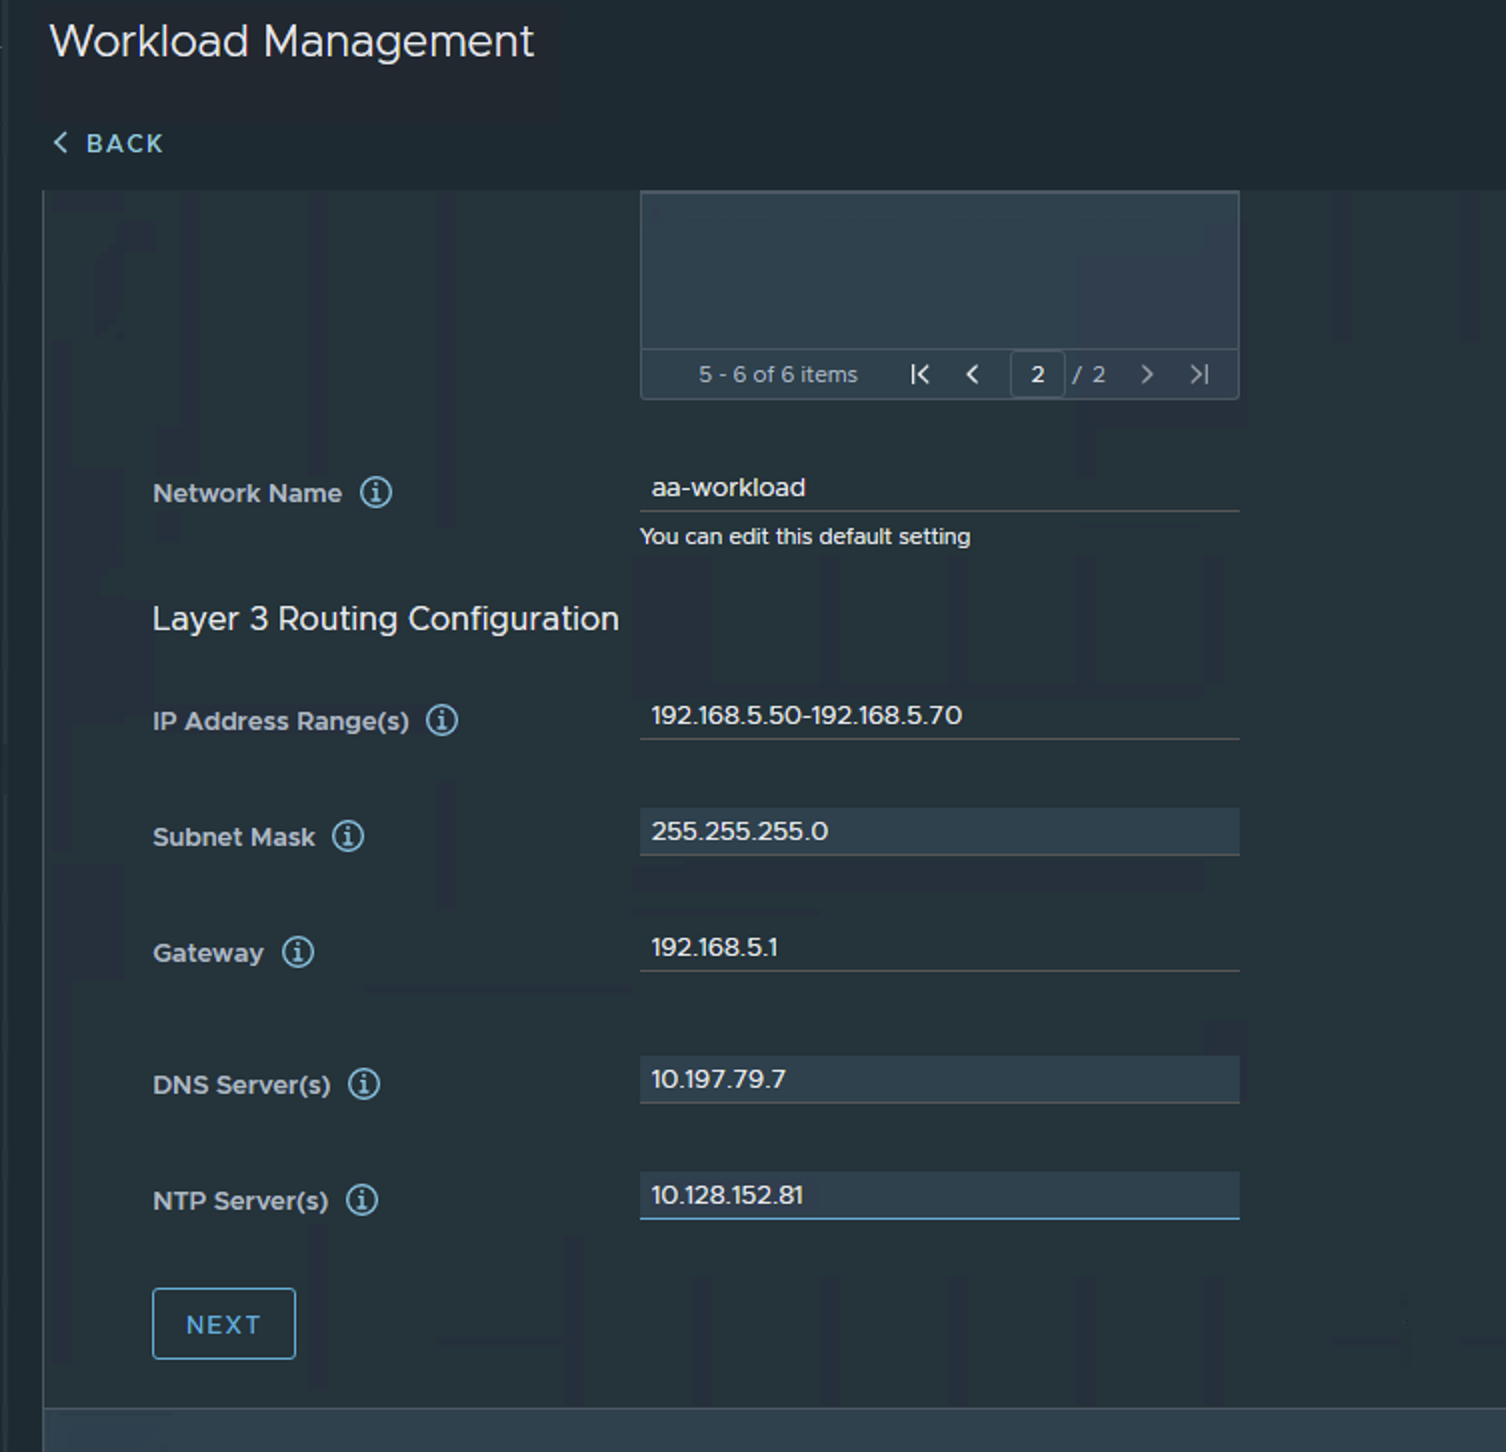 Workload Management
BACK
5 - 6 of 6 items 2 / 2
Network Name aa-workload
You can edit this default setting
Layer 3 Routing Configuration
IP Address Range(s) 192.168.5.50-192.168.5.70
Subnet Mask 255.255.255.0
Gateway 192.168.5.1
DNS Server(s) 10.197.79.7
NTP Server(s) 10.128.152.81
NEXT